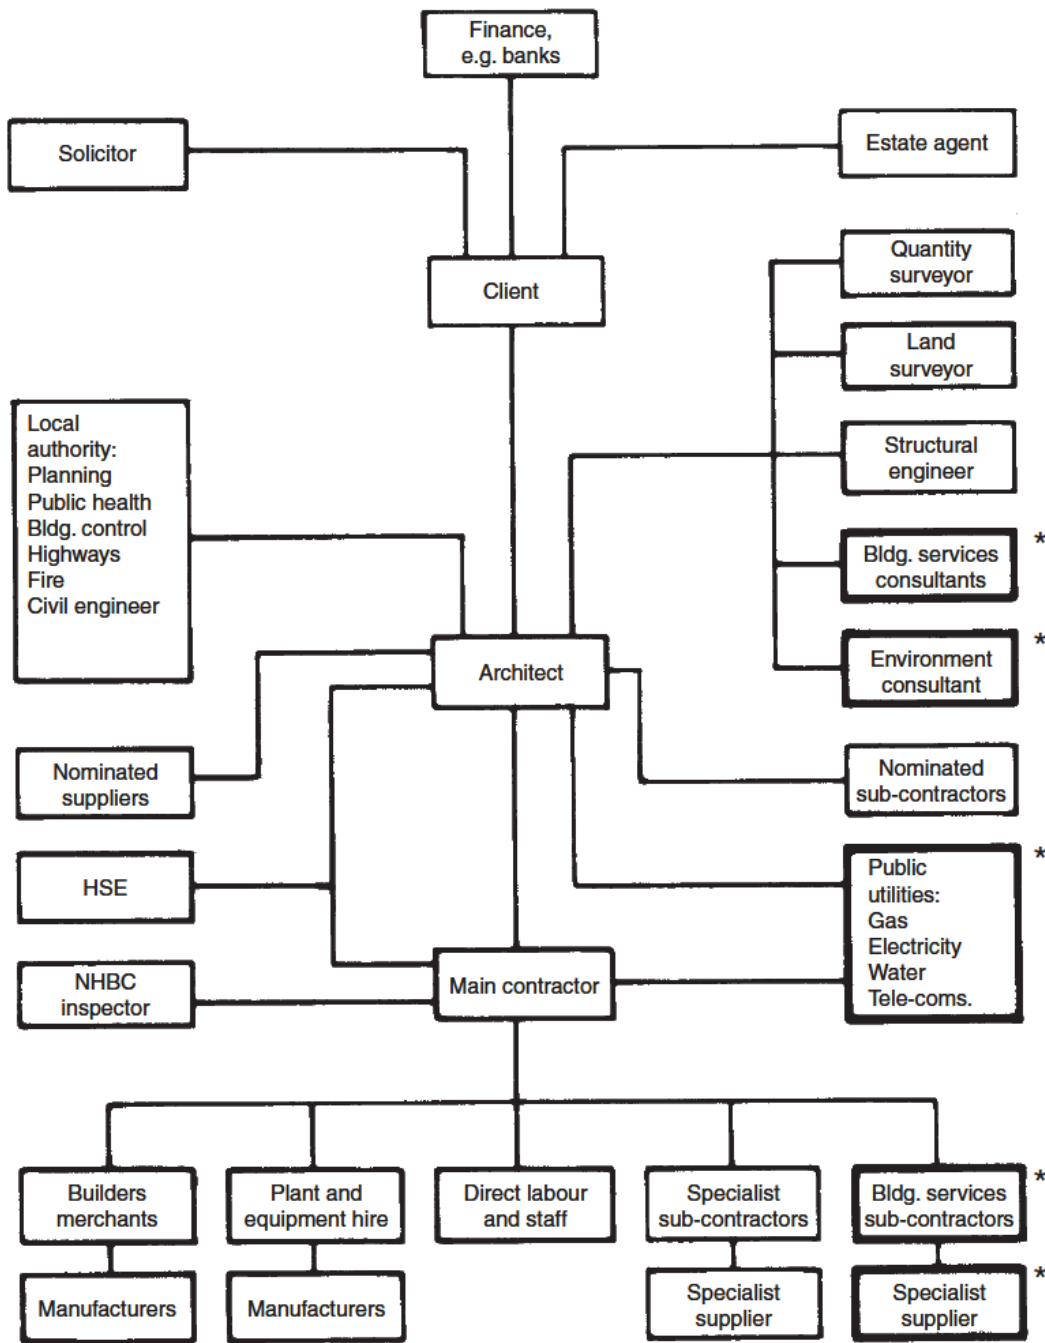 Finance,
e.g. banks
Solicitor
Estate agent
Client
Quantity
surveyor
Land
surveyor
Structural
engineer
Bldg. services
consultants
*
Environment
consultant
*
Local
authority:
Planning
Public health
Bldg. control
Highways
Fire
Civil engineer
Architect
Nominated
suppliers
Nominated
sub-contractors
HSE
Public
utilities:
Gas
Electricity
Water
Tele-coms.
*
NHBC
inspector
Main contractor
Builders
merchants
Plant and
equipment hire
Direct labour
and staff
Specialist
sub-contractors
Bldg. services
sub-contractors
*
Manufacturers
Manufacturers
Specialist
supplier
Specialist
supplier
*